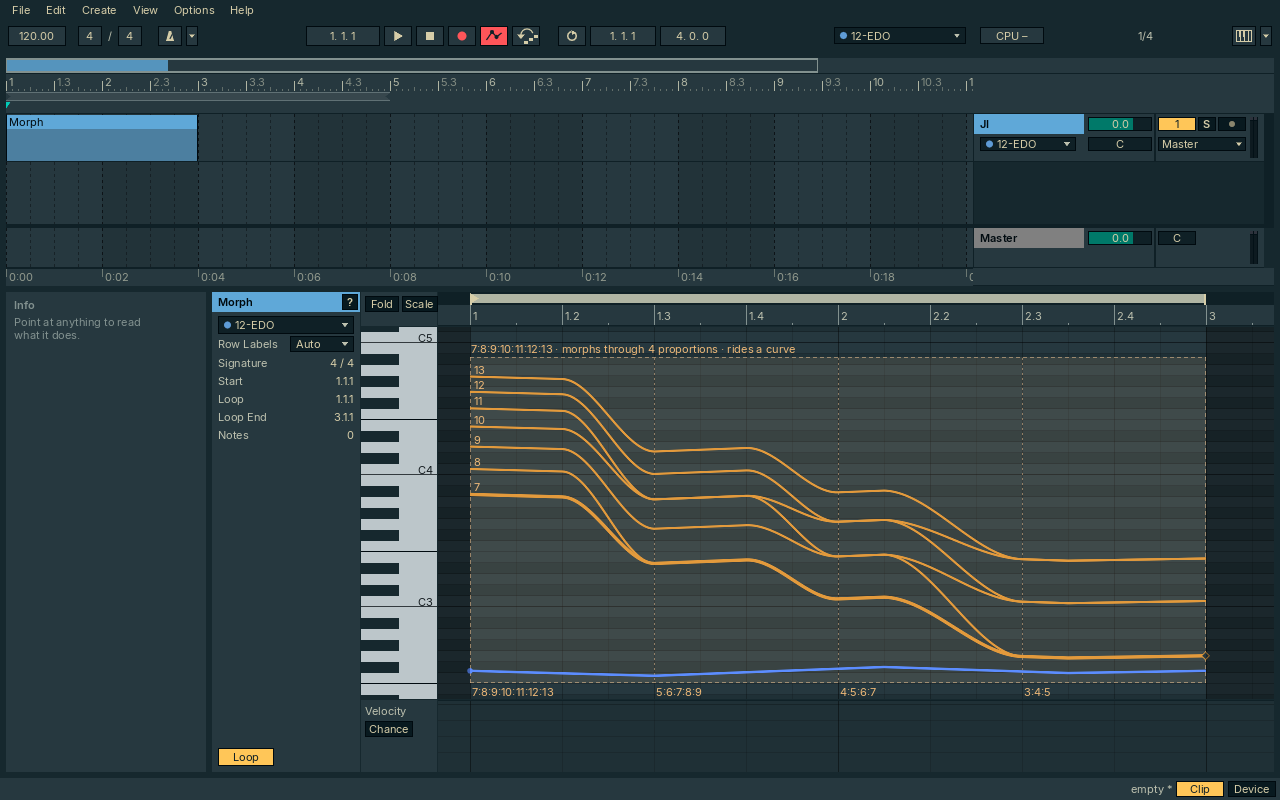 File Edit Create View Options Help
120.00 4 / 4 1. 1. 1 1. 1. 1 4. 0. 0 12-EDO CPU – 1/4
1 1.3 2 2.3 3 3.3 4 4.3 5 5.3 6 6.3 7 7.3 8 8.3 9 9.3 10 10.3 1
Morph JI 0.0 1 S
12-EDO C Master
Master 0.0 C
0:00 0:02 0:04 0:06 0:08 0:10 0:12 0:14 0:16 0:18
Info
Point at anything to read
what it does.
Morph ?
12-EDO
Row Labels Auto
Signature 4 / 4
Start 1.1.1
Loop 1.1.1
Loop End 3.1.1
Notes 0
Loop
Fold Scale
1 1.2 1.3 1.4 2 2.2 2.3 2.4 3
C5
7:8:9:10:11:12:13 · morphs through 4 proportions · rides a curve
13
12
11
10
9
8
C4
7
C3
7:8:9:10:11:12:13 5:6:7:8:9 4:5:6:7 3:4:5
Velocity
Chance
empty * Clip Device